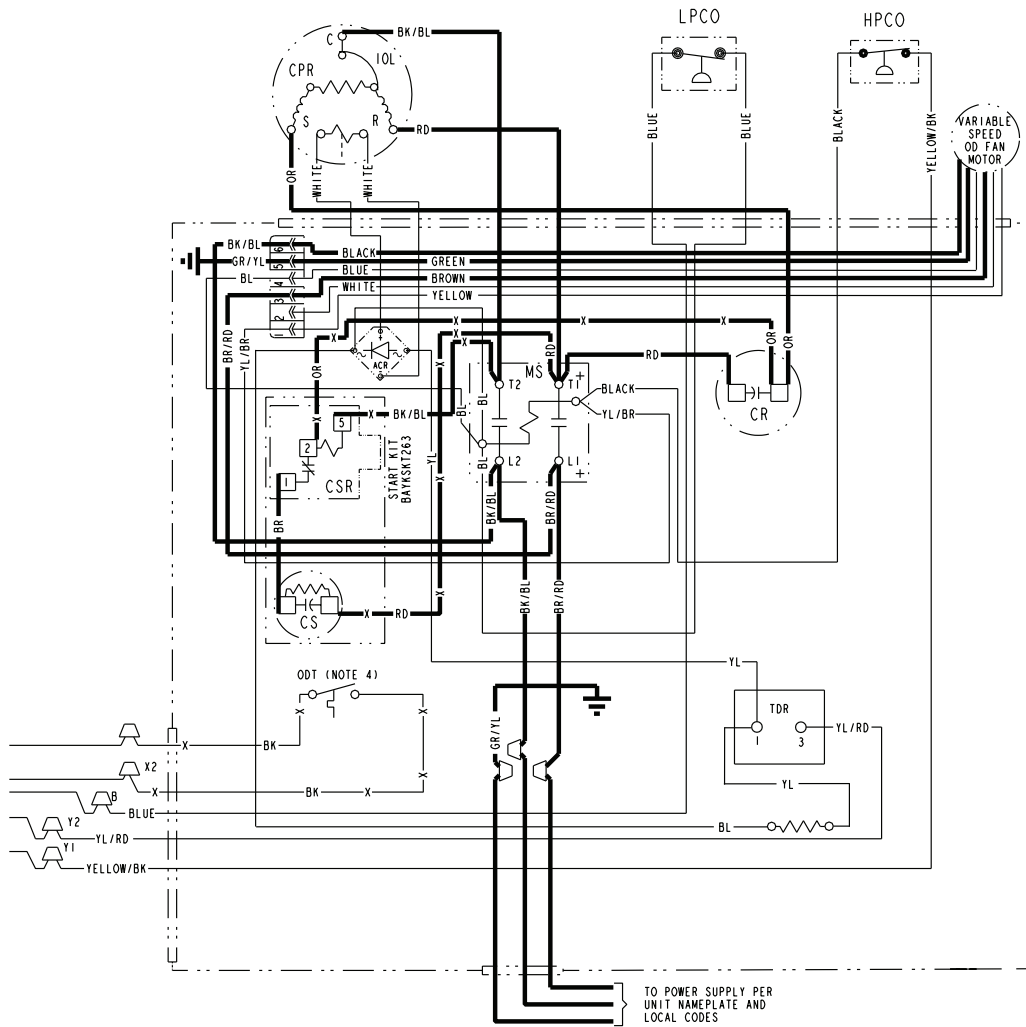 LPCO
HPCO
C
BK/BL
IOL
CPR
S
R
RD
OR
WHITE
WHITE
BLUE
BLUE
BLACK
YELLOW/BK
VARIABLE
SPEED
OD FAN
MOTOR
BK/BL
6
BLACK
GR/YL
5
GREEN
BL
4
BLUE
3
BROWN
2
WHITE
1
YELLOW
BR/RD
YL/BR
X
X
X
X
X
X
X
OR
ACR
RD
RD
OR
OR
MS
+
T2
T1
BLACK
YL/BR
CR
BL
BL
BL
X
BK/BL
5
2
1
CSR
START KIT
BAYKSKT263
X
YL
X
L2
L1
+
BK/BL
BR/RD
BR
X
CS
X
RD
BK/BL
BR/RD
YL
ODT (NOTE 4)
X
X
GR/YL
TDR
1
3
YL/RD
X
BK
X2
X
X
BK
X
YL
B
BLUE
Y2
YL/RD
BL
Y1
YELLOW/BK
TO POWER SUPPLY PER
UNIT NAMEPLATE AND
LOCAL CODES